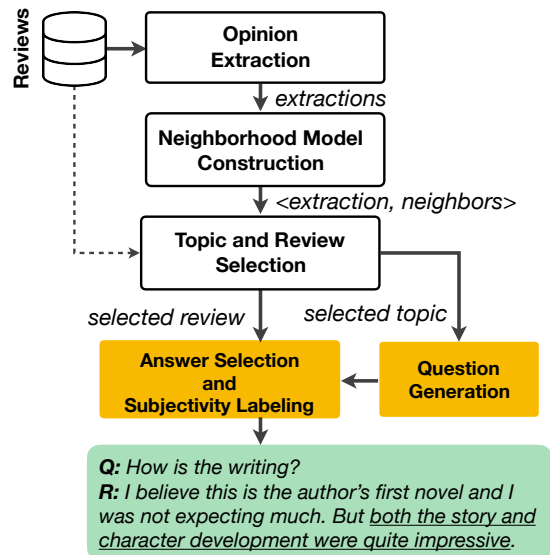 Reviews
Opinion
Extraction
extractions
Neighborhood Model
Construction
<extraction, neighbors>
Topic and Review
Selection
selected review
selected topic
Answer Selection
and
Subjectivity Labeling
Question
Generation
Q: How is the writing?
R: I believe this is the author's first novel and I
was not expecting much. But both the story and
character development were quite impressive.